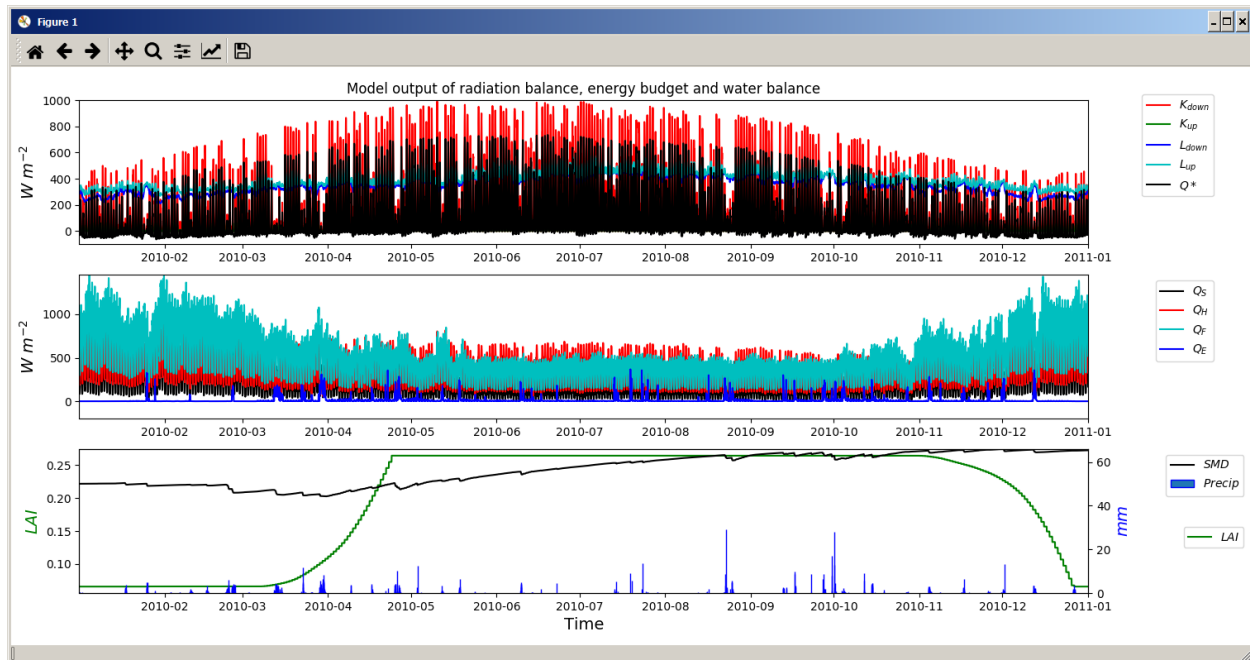 Figure 1
Model output of radiation balance, energy budget and water balance
1000
800
600
400
200
0
W m⁻²
2010-02 2010-03 2010-04 2010-05 2010-06 2010-07 2010-08 2010-09 2010-10 2010-11 2010-12 2011-01
K_down
K_up
L_down
L_up
Q*
1000
500
0
W m⁻²
2010-02 2010-03 2010-04 2010-05 2010-06 2010-07 2010-08 2010-09 2010-10 2010-11 2010-12 2011-01
Q_S
Q_H
Q_F
Q_E
0.25
0.20
0.15
0.10
LAI
60
40
20
0
mm
2010-02 2010-03 2010-04 2010-05 2010-06 2010-07 2010-08 2010-09 2010-10 2010-11 2010-12 2011-01
Time
SMD
Precip
LAI